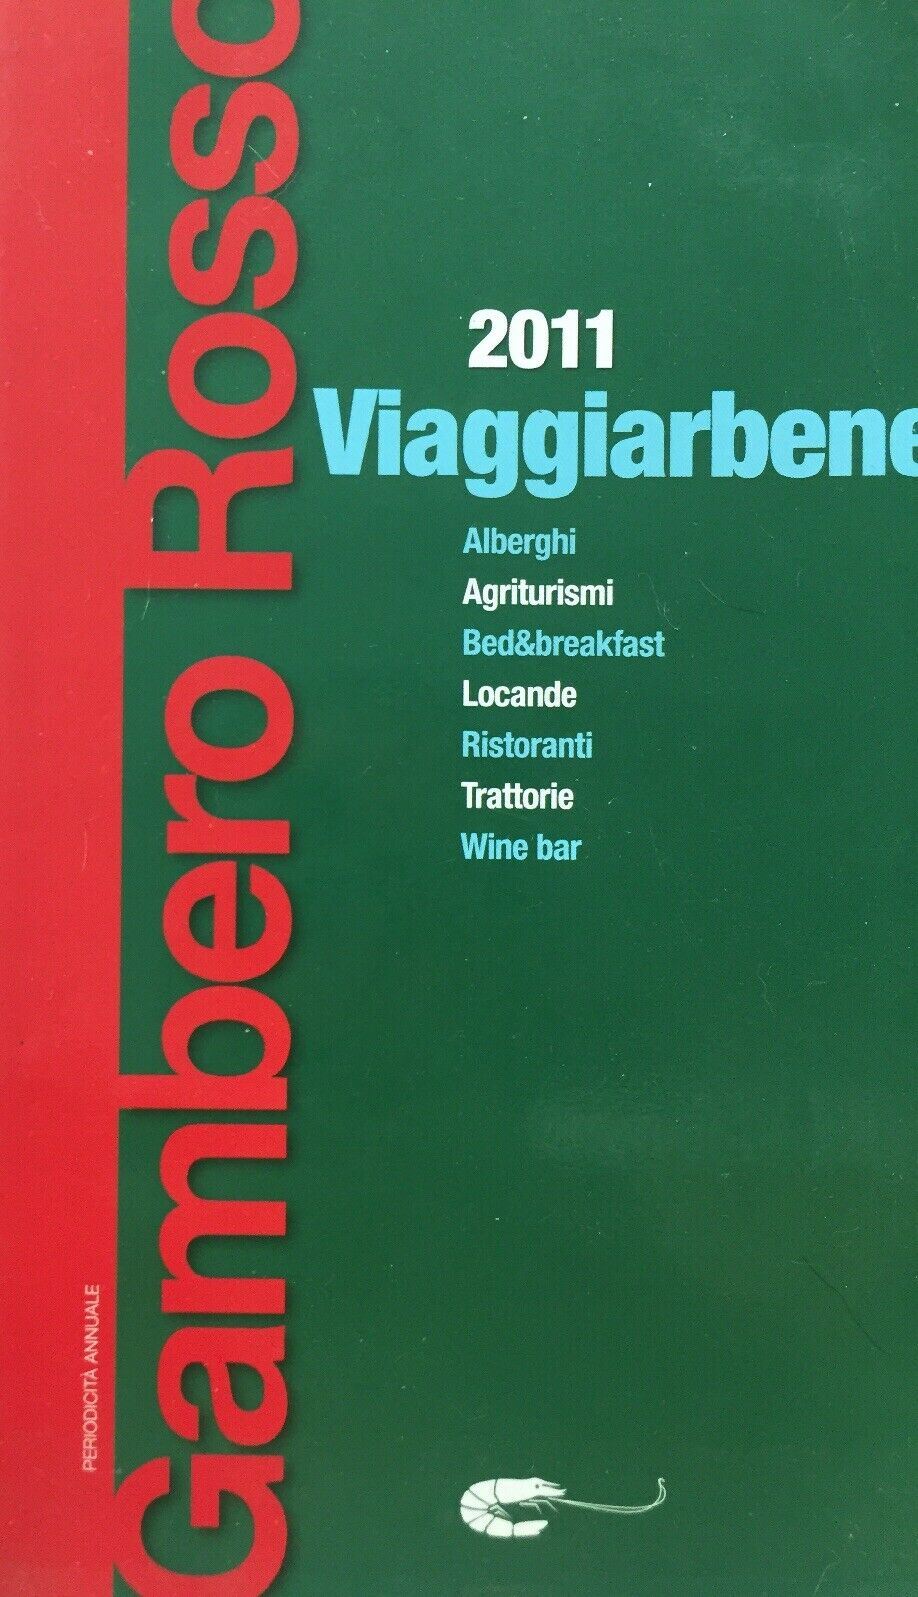 Gambero Rosso
PERIODICITÀ ANNUALE
2011
Viaggiarbene
Alberghi
Agriturismi
Bed&breakfast
Locande
Ristoranti
Trattorie
Wine bar